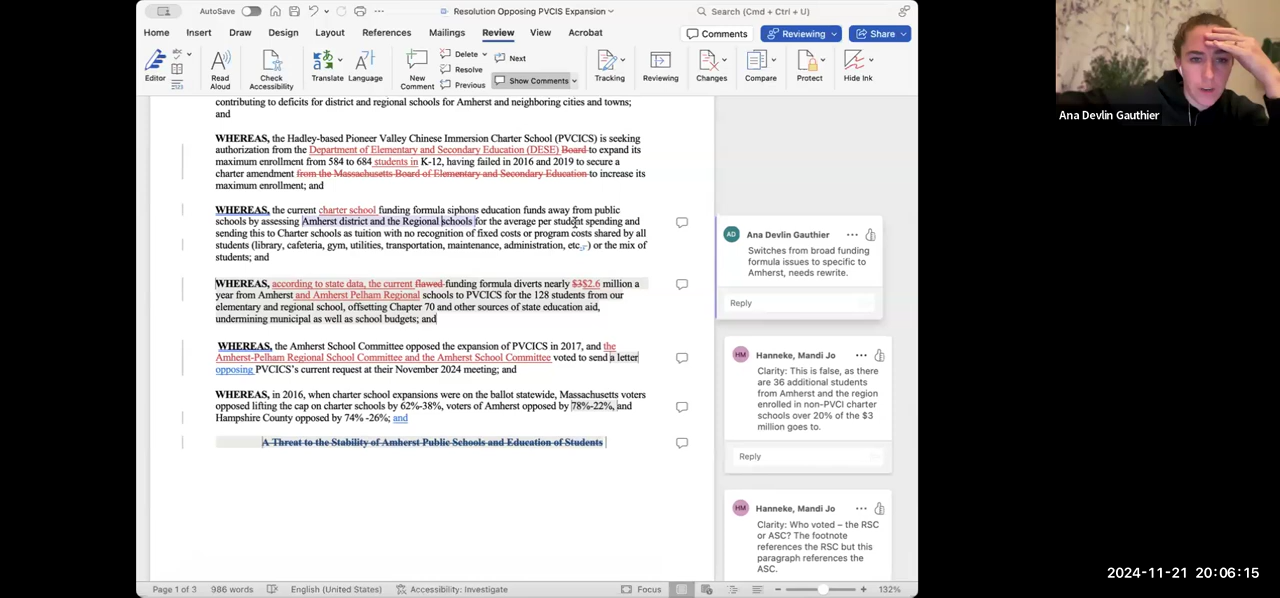 AutoSave
Resolution Opposing PVCIS Expansion
Search (Cmd + Ctrl + U)
Home Insert Draw Design Layout References Mailings Review View Acrobat
Comments Reviewing Share
Editor
Read Aloud
Check Accessibility
Translate Language
New Comment
Delete
Resolve
Previous
Next
Show Comments
Tracking Reviewing Changes Compare Protect Hide Ink
contributing to deficits for district and regional schools for Amherst and neighboring cities and towns;
and
WHEREAS, the Hadley-based Pioneer Valley Chinese Immersion Charter School (PVCICS) is seeking
authorization from the Department of Elementary and Secondary Education (DESE) Board to expand its
maximum enrollment from 584 to 684 students in K-12, having failed in 2016 and 2019 to secure a
charter amendment from the Massachusetts Board of Elementary and Secondary Education to increase its
maximum enrollment; and
WHEREAS, the current charter school funding formula siphons education funds away from public
schools by assessing Amherst district and the Regional schools for the average per student spending and
sending this to Charter schools as tuition with no recognition of fixed costs or program costs shared by all
students (library, cafeteria, gym, utilities, transportation, maintenance, administration, etc.,) or the mix of
students; and
WHEREAS, according to state data, the current flawed funding formula diverts nearly $3$2.6 million a
year from Amherst and Amherst Pelham Regional schools to PVCICS for the 128 students from our
elementary and regional school, offsetting Chapter 70 and other sources of state education aid,
undermining municipal as well as school budgets; and
WHEREAS, the Amherst School Committee opposed the expansion of PVCICS in 2017, and the
Amherst-Pelham Regional School Committee and the Amherst School Committee voted to send a letter
opposing PVCICS's current request at their November 2024 meeting; and
WHEREAS, in 2016, when charter school expansions were on the ballot statewide, Massachusetts voters
opposed lifting the cap on charter schools by 62%-38%, voters of Amherst opposed by 78%-22%, and
Hampshire County opposed by 74% -26%; and
A Threat to the Stability of Amherst Public Schools and Education of Students
AD Ana Devlin Gauthier
Switches from broad funding
formula issues to specific to
Amherst, needs rewrite.
Reply
HM Hanneke, Mandi Jo
Clarity: This is false, as there
are 36 additional students
from Amherst and the region
enrolled in non-PVCI charter
schools over 20% of the $3
million goes to.
Reply
HM Hanneke, Mandi Jo
Clarity: Who voted – the RSC
or ASC? The footnote
references the RSC but this
paragraph references the
ASC.
Page 1 of 3 986 words English (United States) Accessibility: Investigate Focus 132%
Ana Devlin Gauthier
2024-11-21 20:06:15